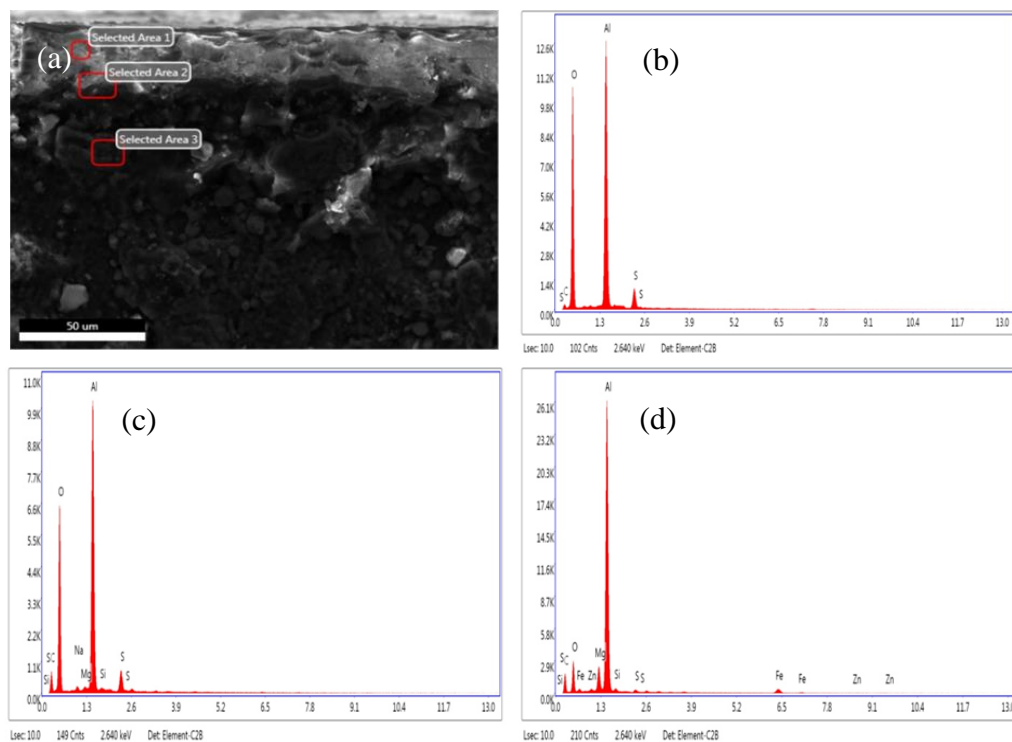 (a)
Selected Area 1
Selected Area 2
Selected Area 3
50 um
(b)
12.6K
11.2K
9.8K
8.4K
7.0K
5.6K
4.2K
2.8K
1.4K
0.0K
S C O Al S S
0.0 1.3 2.6 3.9 5.2 6.5 7.8 9.1 10.4 11.7 13.0
Lsec: 10.0 102 Cnts 2.640 keV Det: Element-C2B
(c)
11.0K
9.9K
8.8K
7.7K
6.6K
5.5K
4.4K
3.3K
2.2K
1.1K
0.0K
Si S C O Na Mg Al Si S S
0.0 1.3 2.6 3.9 5.2 6.5 7.8 9.1 10.4 11.7 13.0
Lsec: 10.0 149 Cnts 2.640 keV Det: Element-C2B
(d)
26.1K
23.2K
20.3K
17.4K
14.5K
11.6K
8.7K
5.8K
2.9K
0.0K
Si S C O Fe Zn Mg Al Si S S Fe Fe Zn Zn
0.0 1.3 2.6 3.9 5.2 6.5 7.8 9.1 10.4 11.7 13.0
Lsec: 10.0 210 Cnts 2.640 keV Det: Element-C2B